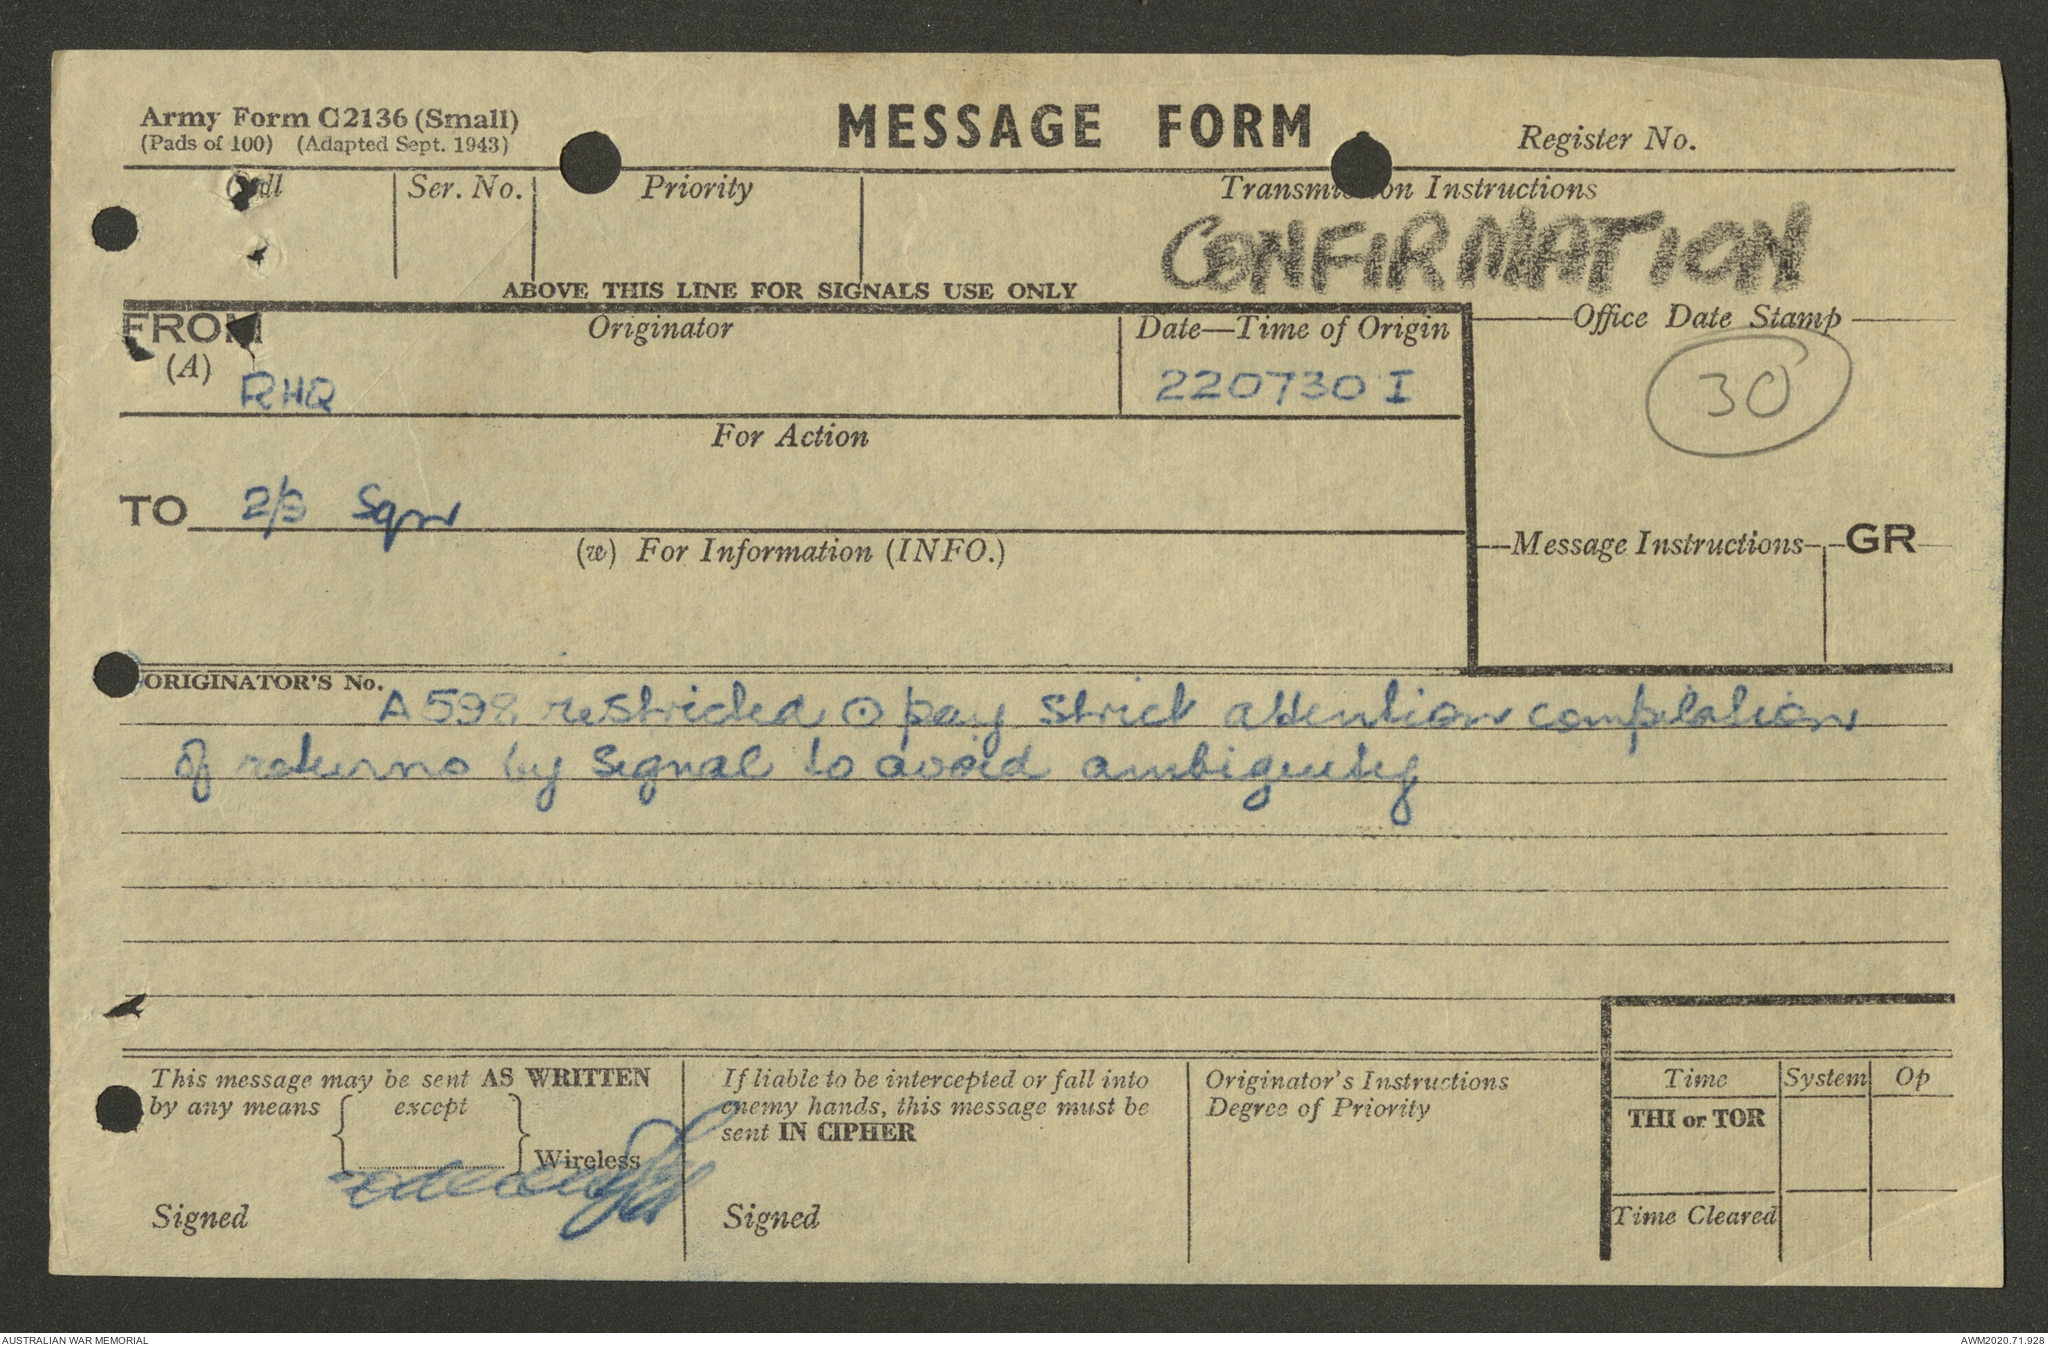 Army Form C2136 (Small)
(Pads of 100) (Adapted Sept. 1943)
MESSAGE FORM
Register No.
Call
Ser. No.
Priority
Transmission Instructions
CONFIRMATION
ABOVE THIS LINE FOR SIGNALS USE ONLY
FROM
(A)
Originator
Date—Time of Origin
Office Date Stamp
RHQ
220730 I
30
For Action
TO 2/3 Sqn
(w) For Information (INFO.)
Message Instructions
GR
ORIGINATOR'S No.
A598 restricted ⊙ pay strict attention compilation
of returns by signal to avoid ambiguity
This message may be sent AS WRITTEN
by any means { except } Wireless
Signed
If liable to be intercepted or fall into
enemy hands, this message must be
sent IN CIPHER
Signed
Originator's Instructions
Degree of Priority
Time
System
Op
THI or TOR
Time Cleared
AUSTRALIAN WAR MEMORIAL
AWM2020.71.928